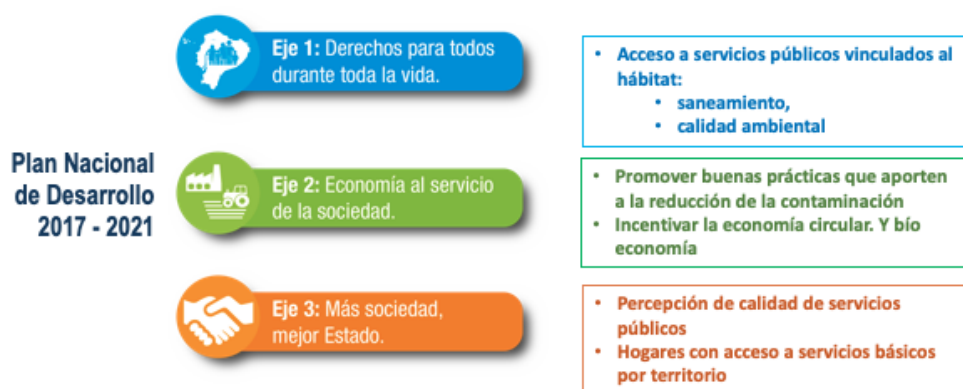 Plan Nacional
de Desarrollo
2017 - 2021
Eje 1: Derechos para todos
durante toda la vida.
• Acceso a servicios públicos vinculados al
hábitat:
• saneamiento,
• calidad ambiental
Eje 2: Economía al servicio
de la sociedad.
• Promover buenas prácticas que aporten
a la reducción de la contaminación
• Incentivar la economía circular. Y bío
economía
Eje 3: Más sociedad,
mejor Estado.
• Percepción de calidad de servicios
públicos
• Hogares con acceso a servicios básicos
por territorio